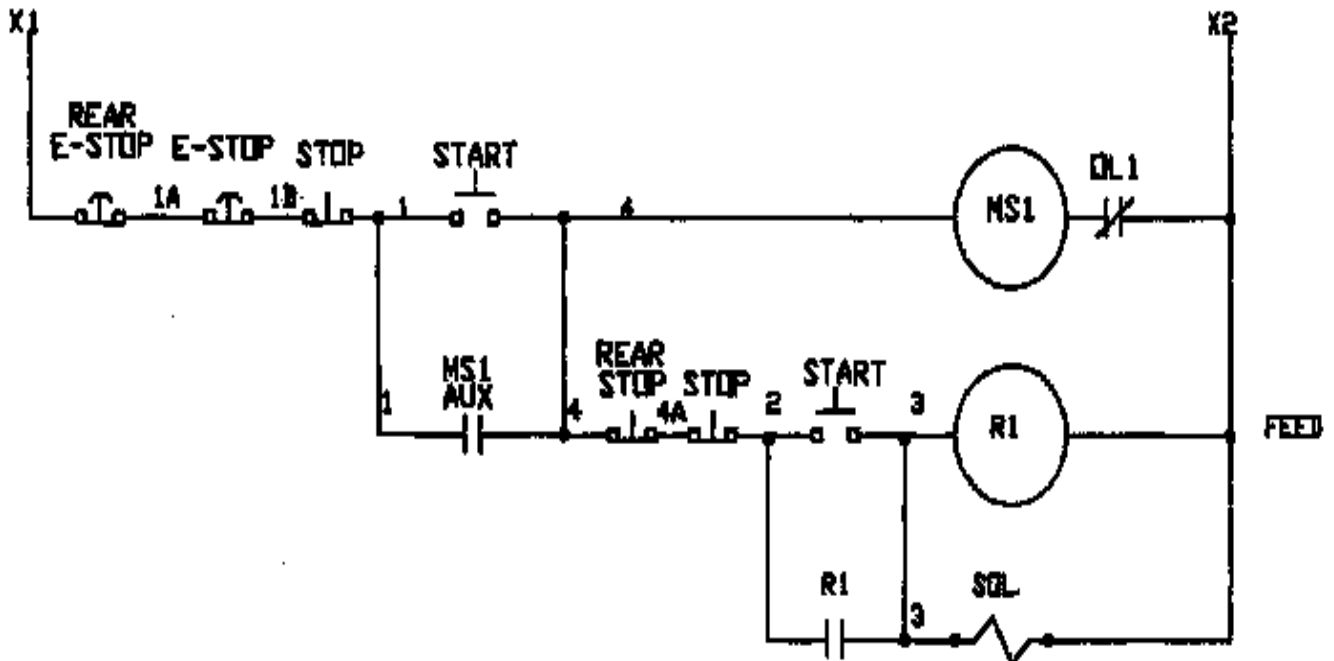 X1
X2
REAR
E-STOP
E-STOP
STOP
START
1A
1B
1
4
MS1
OL1
MS1
AUX
1
4
REAR
STOP
STOP
4A
2
START
3
R1
FEED
R1
3
SOL